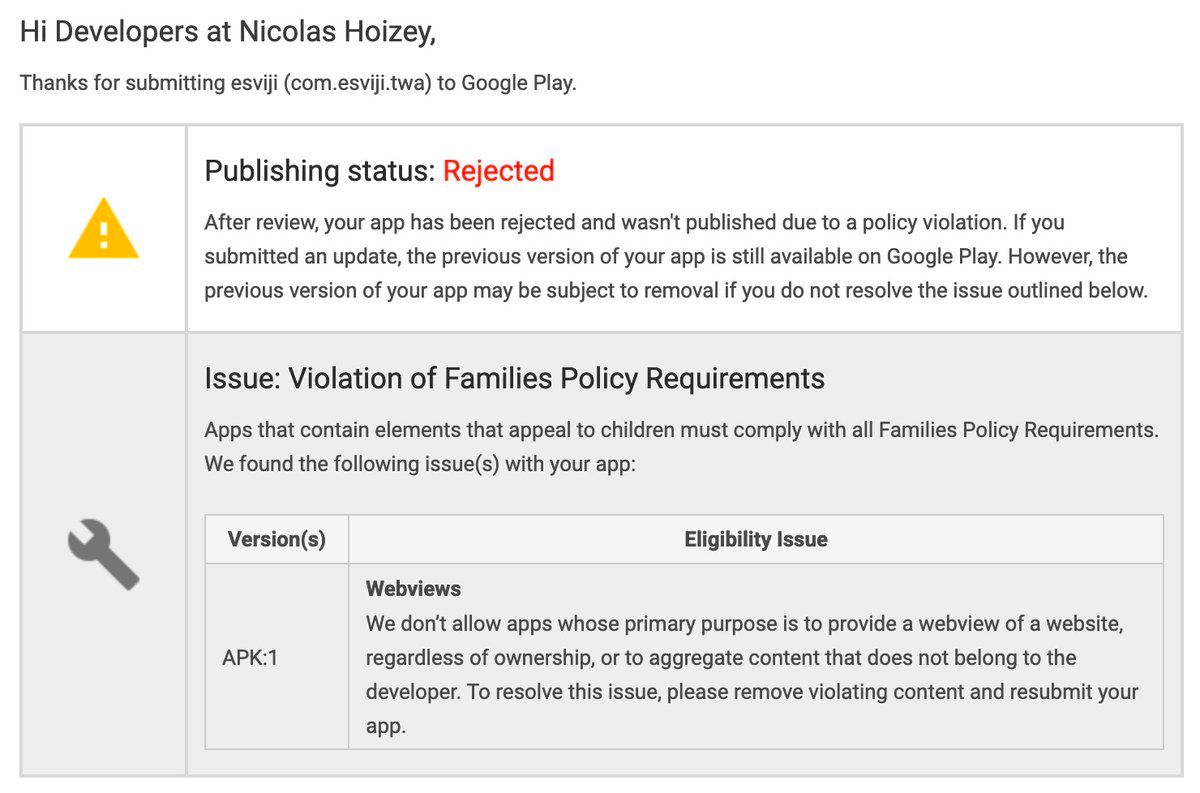 Hi Developers at Nicolas Hoizey,
Thanks for submitting esviji (com.esviji.twa) to Google Play.
Publishing status: Rejected
After review, your app has been rejected and wasn't published due to a policy violation. If you
submitted an update, the previous version of your app is still available on Google Play. However, the
previous version of your app may be subject to removal if you do not resolve the issue outlined below.
Issue: Violation of Families Policy Requirements
Apps that contain elements that appeal to children must comply with all Families Policy Requirements.
We found the following issue(s) with your app:
Version(s)
Eligibility Issue
APK:1
Webviews
We don’t allow apps whose primary purpose is to provide a webview of a website,
regardless of ownership, or to aggregate content that does not belong to the
developer. To resolve this issue, please remove violating content and resubmit your
app.